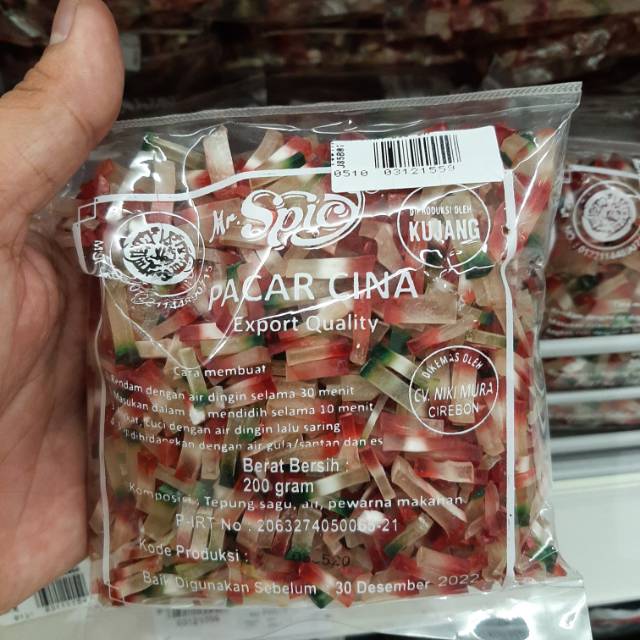 0510 03121559
Mr. Spic
DIPRODUKSI OLEH
KUJANG
PACAR CINA
Export Quality
DIKEMAS OLEH
CV. NIKI MURA
CIREBON
Cara membuat
dengan air dingin selama 30 menit
Masukan dalam mendidih selama 10 menit
Cuci dengan air dingin lalu saring
dihidangkan dengan air gula/santan dan es
Berat Bersih :
200 gram
Komposisi : Tepung sagu, air, pewarna makanan
P-IRT No : 2063274050065-21
Kode Produksi :
Baik Digunakan Sebelum 30 Desember 2022